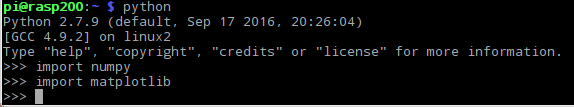 pi@rasp200:~ $ python
Python 2.7.9 (default, Sep 17 2016, 20:26:04)
[GCC 4.9.2] on linux2
Type "help", "copyright", "credits" or "license" for more information.
>>> import numpy
>>> import matplotlib
>>>